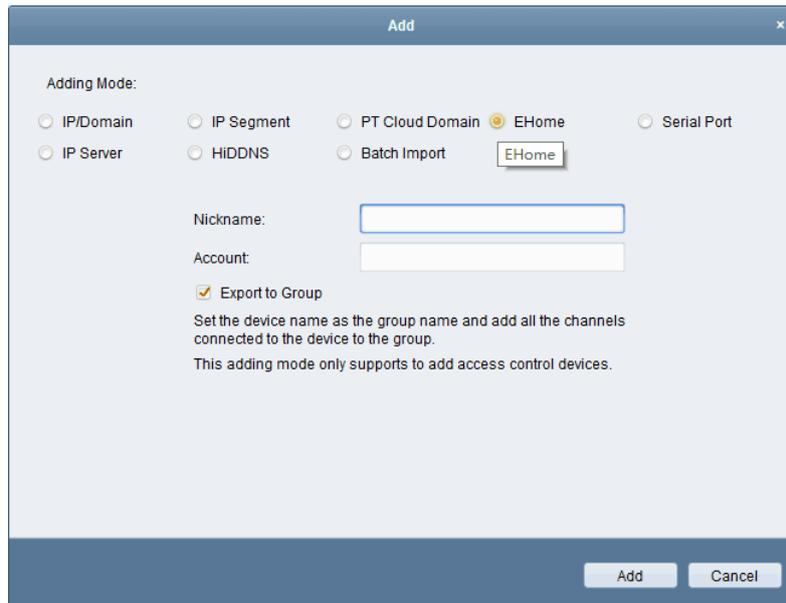 Add
×
Adding Mode:
IP/Domain IP Segment PT Cloud Domain EHome Serial Port
IP Server HiDDNS Batch Import EHome
Nickname:
Account:
Export to Group
Set the device name as the group name and add all the channels
connected to the device to the group.
This adding mode only supports to add access control devices.
Add Cancel